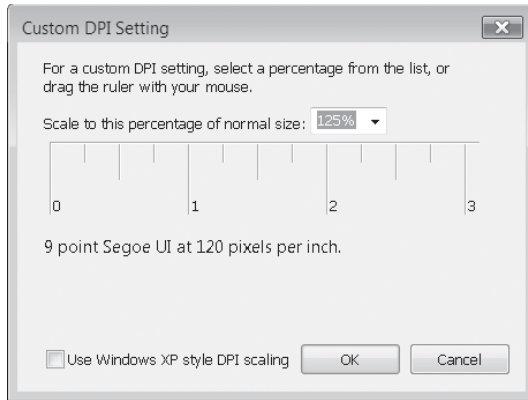 Custom DPI Setting
For a custom DPI setting, select a percentage from the list, or
drag the ruler with your mouse.
Scale to this percentage of normal size: 125%
0 1 2 3
9 point Segoe UI at 120 pixels per inch.
Use Windows XP style DPI scaling OK Cancel